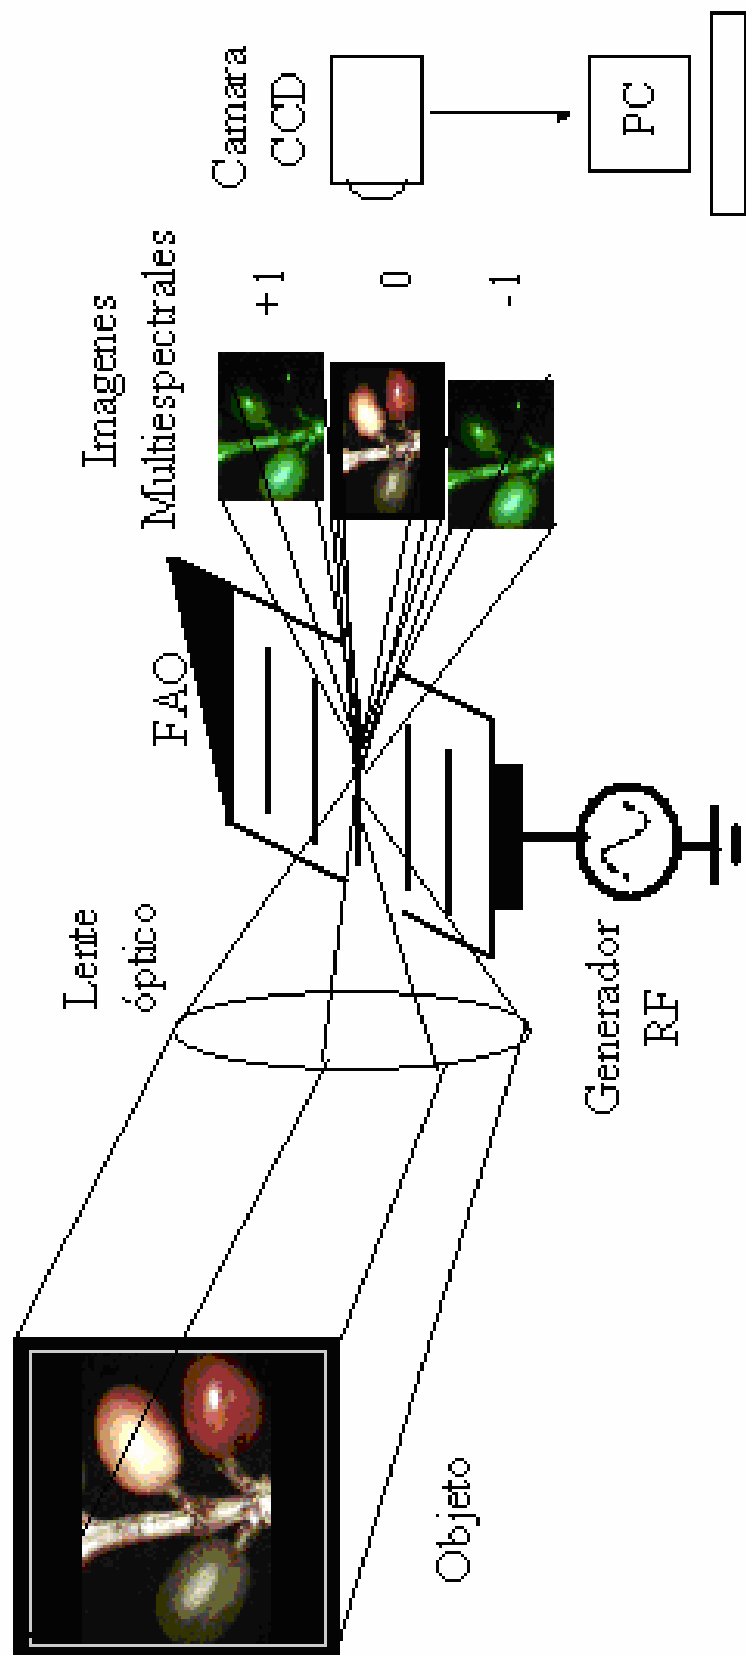 Objeto
Lente
óptico
Generador
RF
FAO
Imagenes
Multiespectrales
+1
0
-1
Camara
CCD
PC